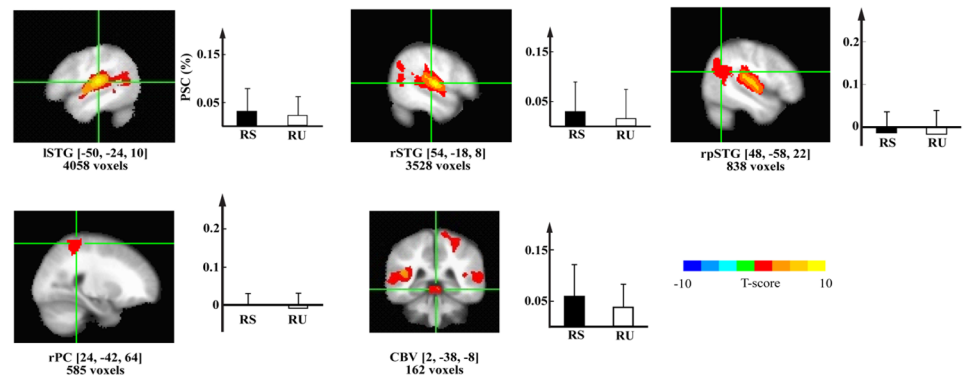 PSC (%)
0.15
0.05
RS RU
lSTG [-50, -24, 10]
4058 voxels
0.15
0.05
RS RU
rSTG [54, -18, 8]
3528 voxels
0.2
0.1
0
RS RU
rpSTG [48, -58, 22]
838 voxels
0.2
0.1
0
RS RU
rPC [24, -42, 64]
585 voxels
0.15
0.05
RS RU
CBV [2, -38, -8]
162 voxels
-10 T-score 10